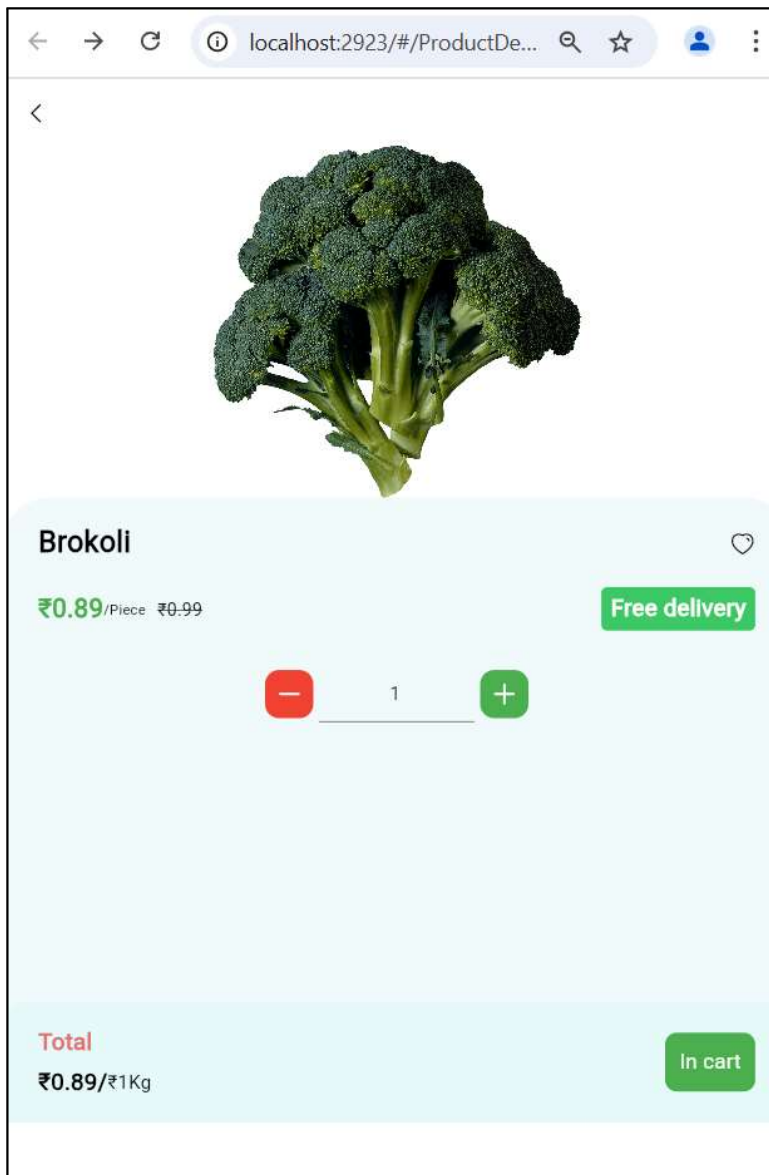 localhost:2923/#/ProductDe...
Brokoli
₹0.89/Piece ₹0.99
Free delivery
1
Total
₹0.89/₹1Kg
In cart